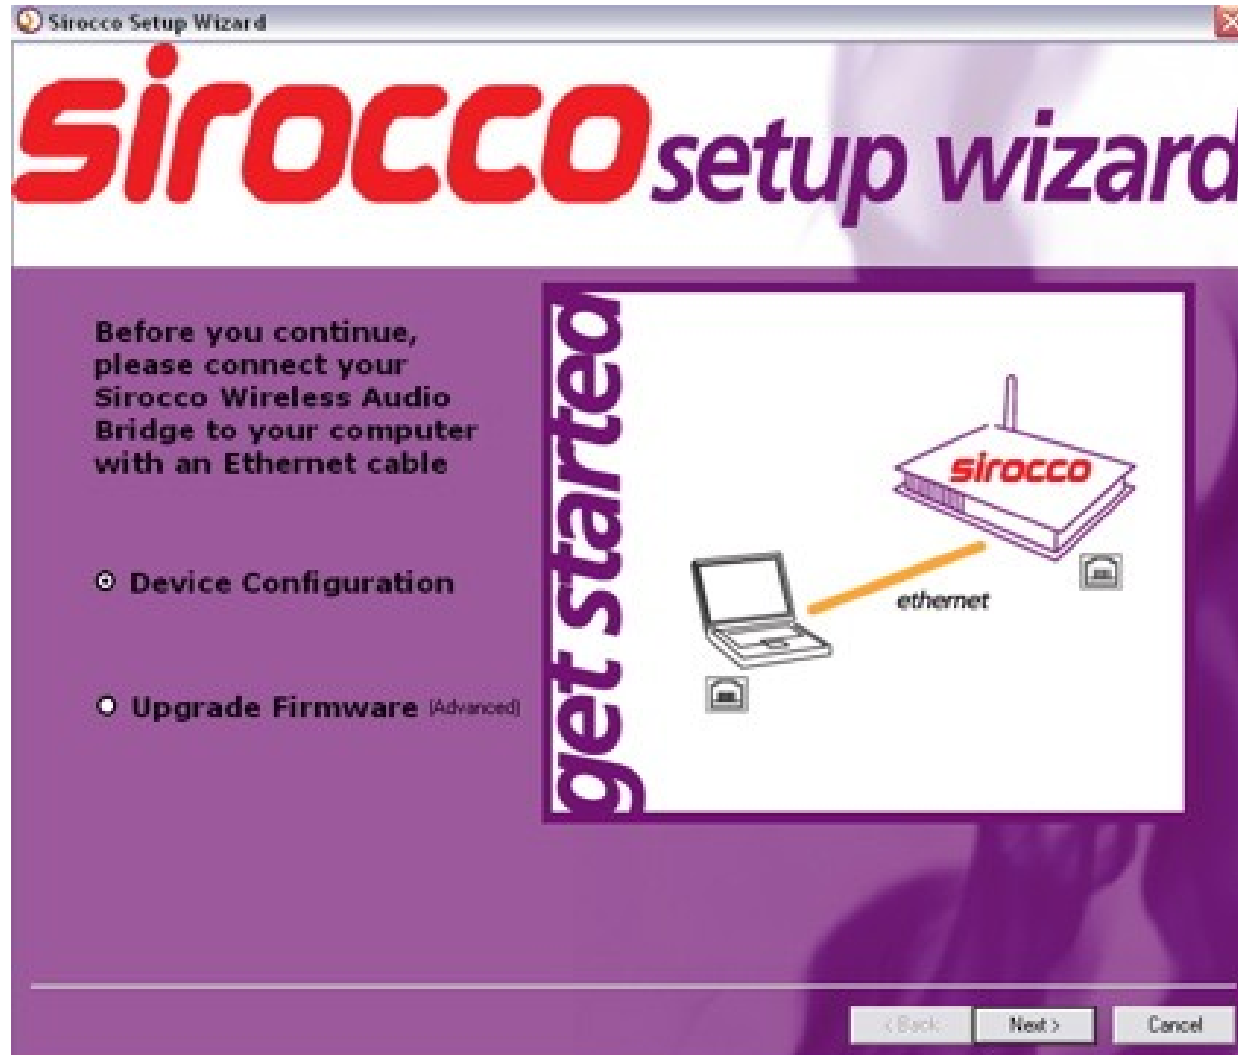 Sirocco Setup Wizard
sirocco setup wizard
Before you continue,
please connect your
Sirocco Wireless Audio
Bridge to your computer
with an Ethernet cable
Device Configuration
Upgrade Firmware (Advanced)
get started
sirocco
ethernet
< Back
Next >
Cancel